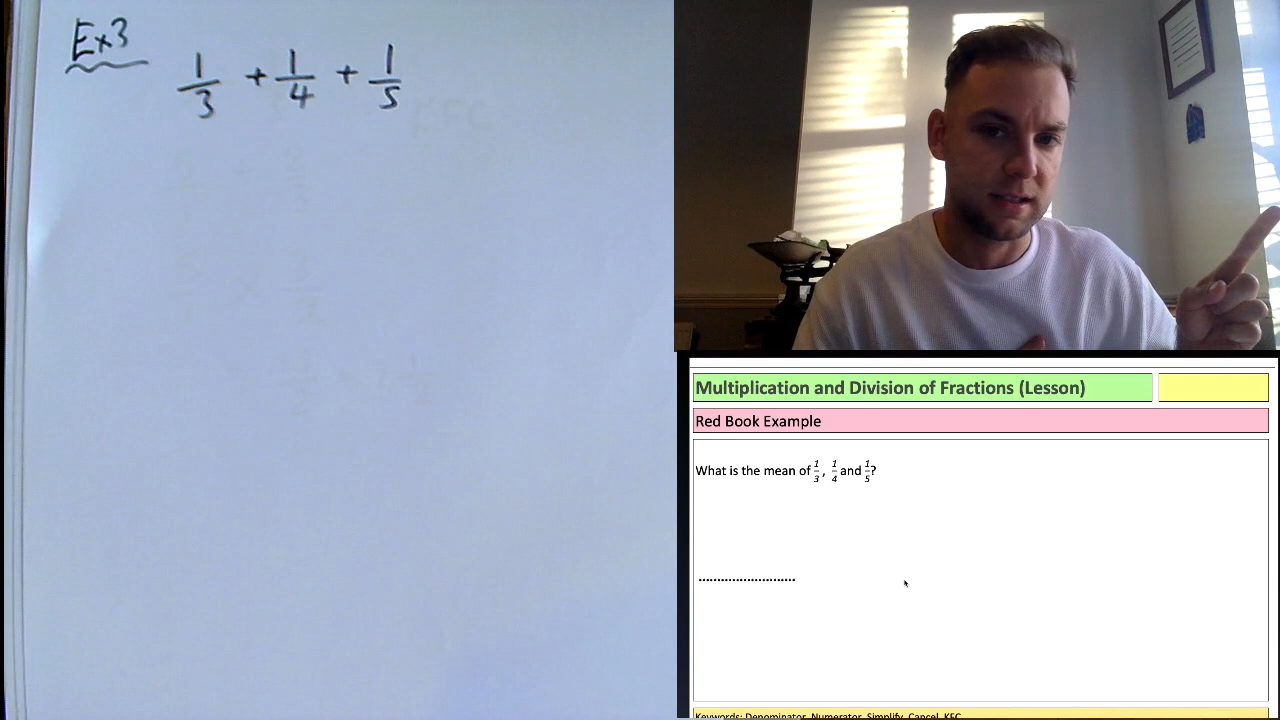 Ex3
1/3 + 1/4 + 1/5
Multiplication and Division of Fractions (Lesson)
Red Book Example
What is the mean of 1/3, 1/4 and 1/5?
............................
Keywords: Denominator, Numerator, Simplify, Cancel, KFC